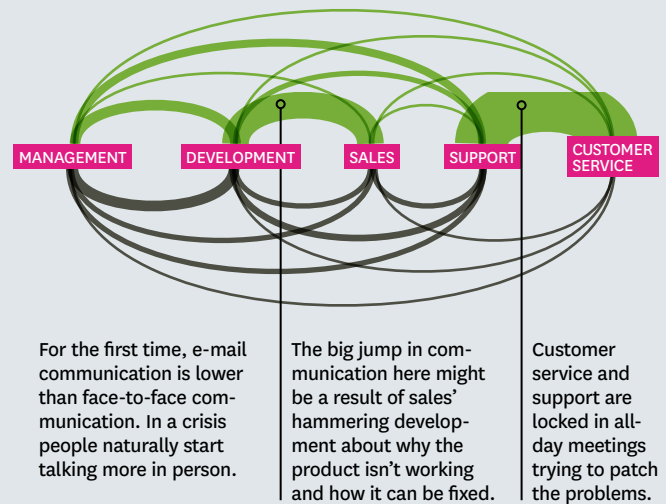 MANAGEMENT
DEVELOPMENT
SALES
SUPPORT
CUSTOMER
SERVICE
For the first time, e-mail
communication is lower
than face-to-face com-
munication. In a crisis
people naturally start
talking more in person.
The big jump in com-
munication here might
be a result of sales’
hammering develop-
ment about why the
product isn’t working
and how it can be fixed.
Customer
service and
support are
locked in all-
day meetings
trying to patch
the problems.